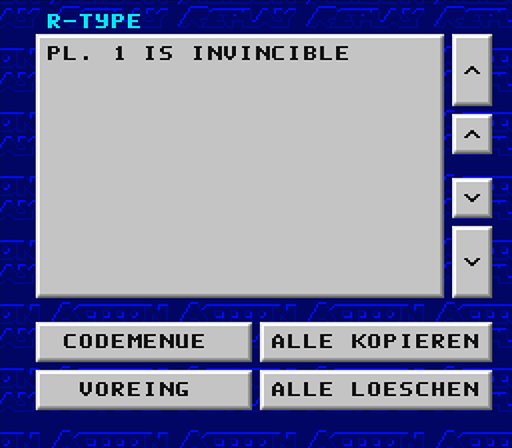 R-TYPE
PL. 1 IS INVINCIBLE
CODEMENUE
ALLE KOPIEREN
VOREING
ALLE LOESCHEN